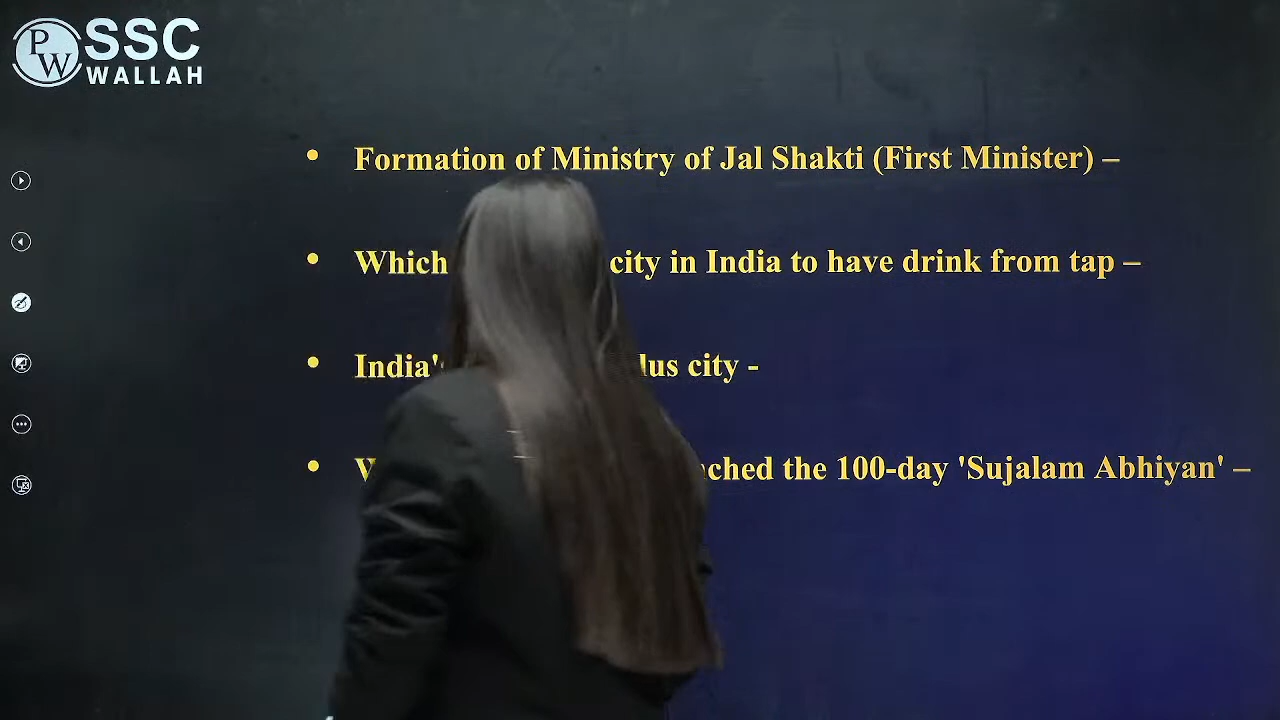 PW SSC
WALLAH
• Formation of Ministry of Jal Shakti (First Minister) –
• Which city in India to have drink from tap –
• India's lus city -
• ched the 100-day 'Sujalam Abhiyan' –